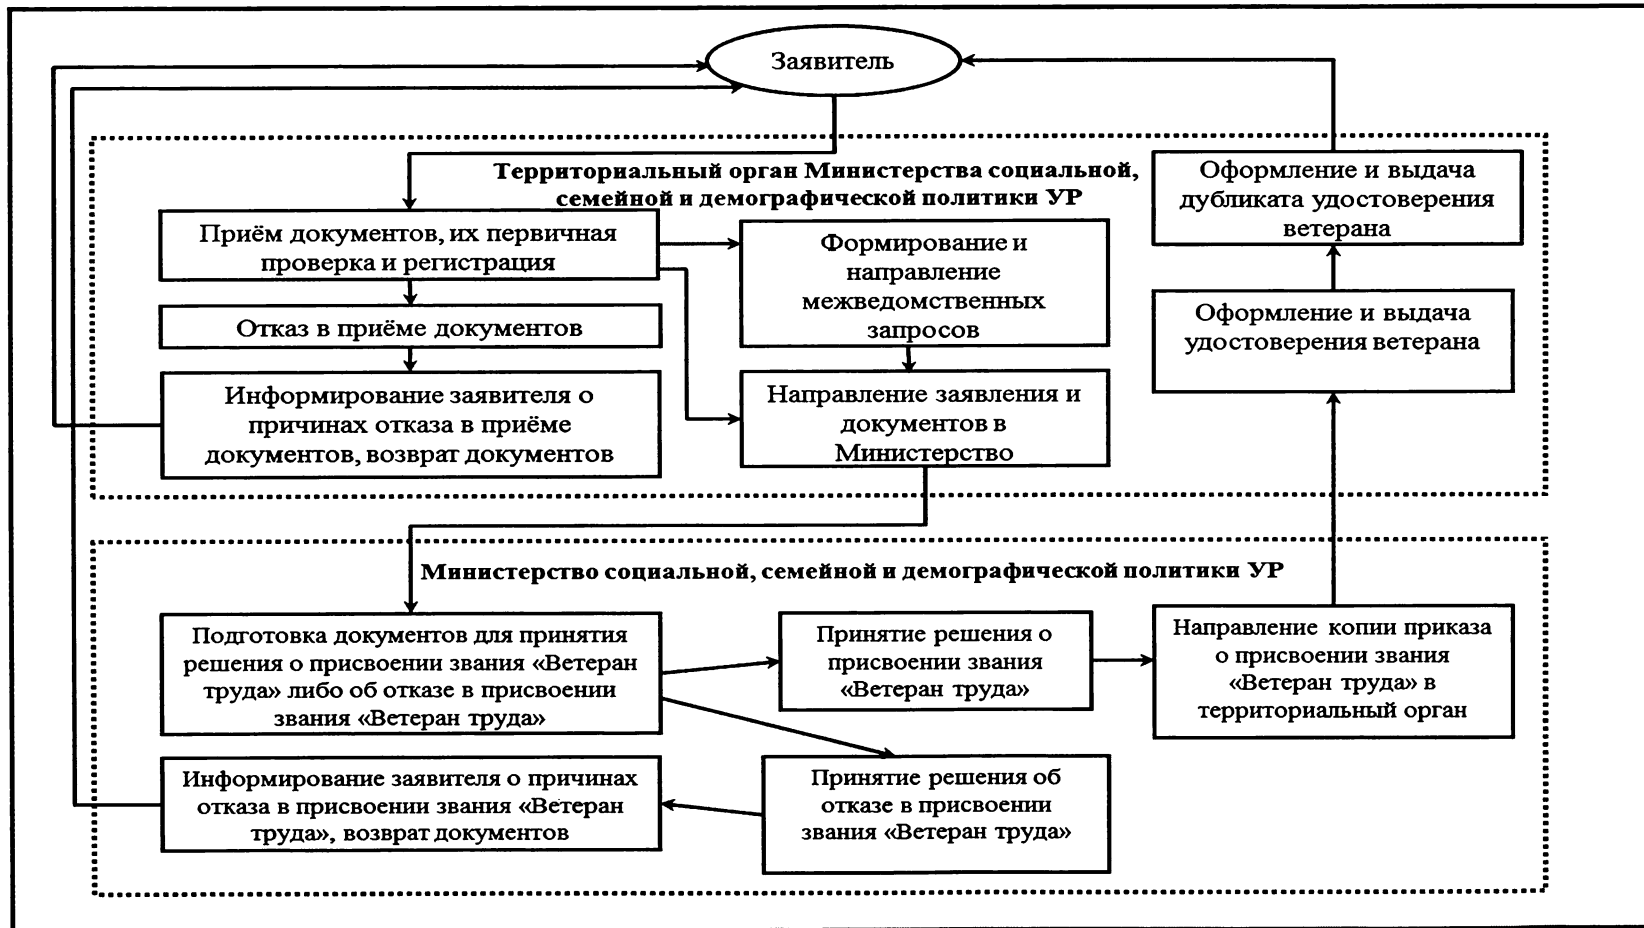 Заявитель
Территориальный орган Министерства социальной,
семейной и демографической политики УР
Приём документов, их первичная
проверка и регистрация
Отказ в приёме документов
Информирование заявителя о
причинах отказа в приёме
документов, возврат документов
Формирование и
направление
межведомственных
запросов
Направление заявления и
документов в
Министерство
Оформление и выдача
дубликата удостоверения
ветерана
Оформление и выдача
удостоверения ветерана
Министерство социальной, семейной и демографической политики УР
Подготовка документов для принятия
решения о присвоении звания «Ветеран
труда» либо об отказе в присвоении
звания «Ветеран труда»
Принятие решения о
присвоении звания
«Ветеран труда»
Направление копии приказа
о присвоении звания
«Ветеран труда» в
территориальный орган
Информирование заявителя о причинах
отказа в присвоении звания «Ветеран
труда», возврат документов
Принятие решения об
отказе в присвоении
звания «Ветеран труда»